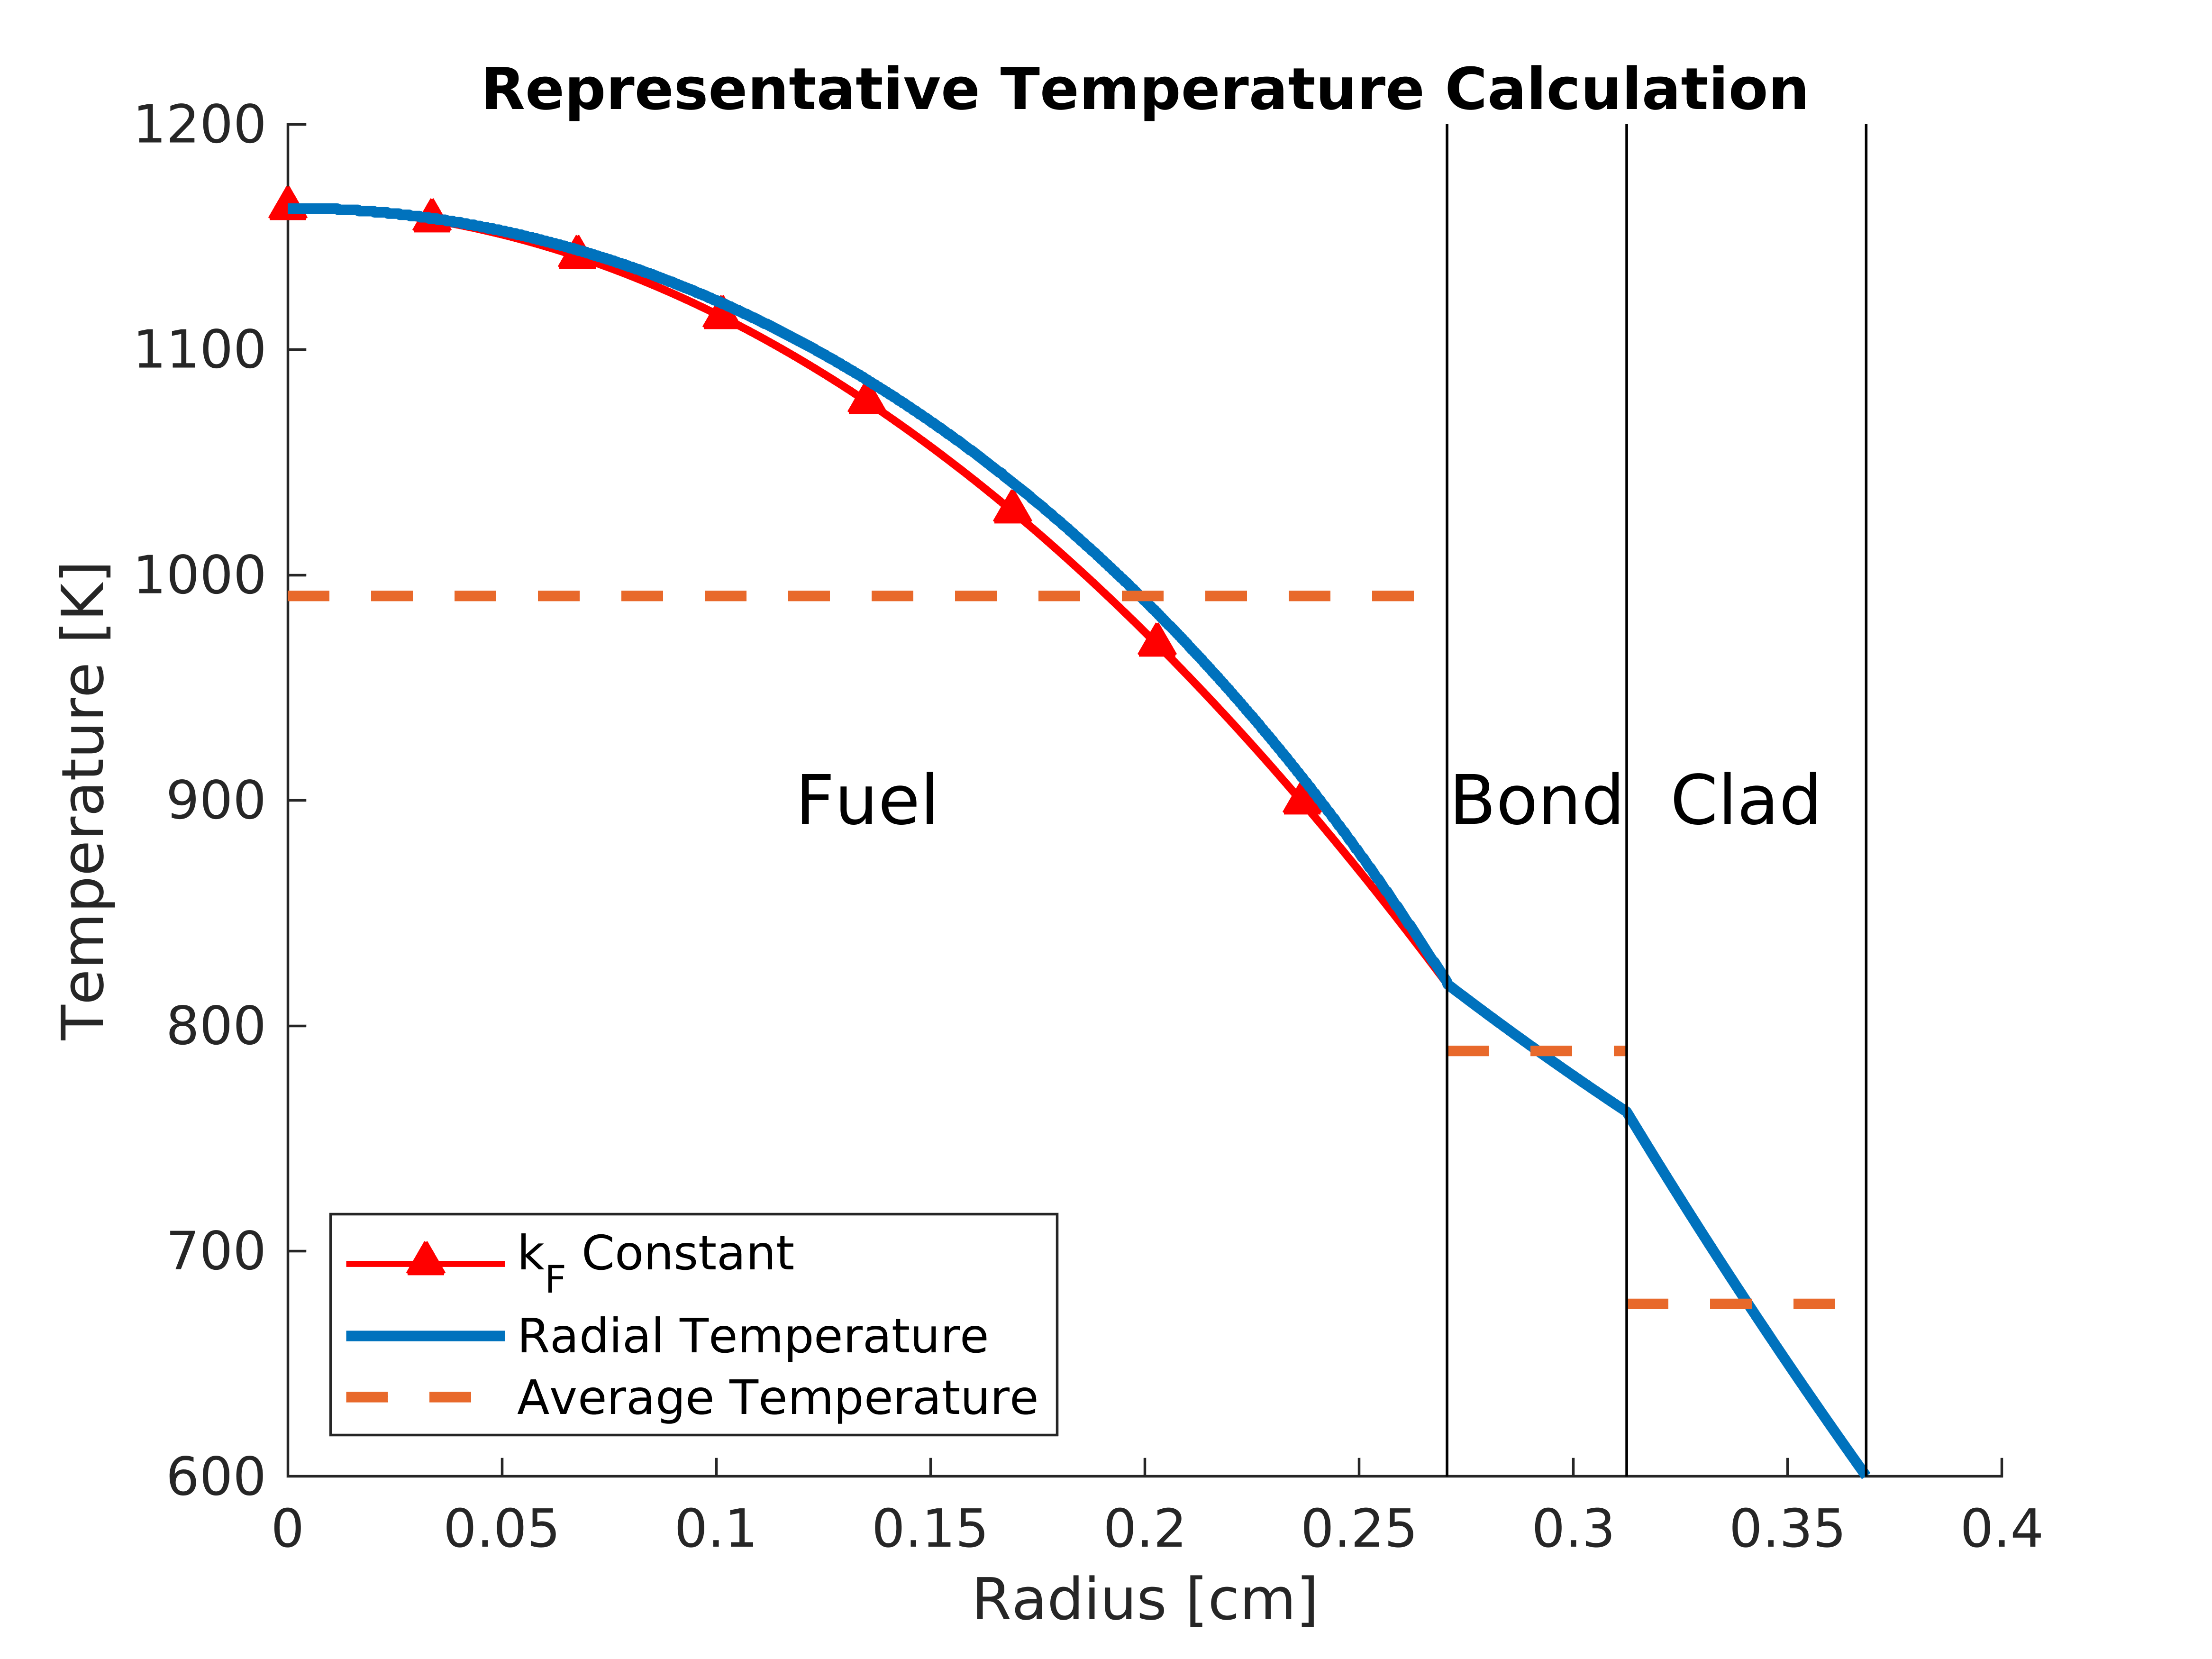 Representative Temperature Calculation
1200
1100
1000
900
800
700
600
Temperature [K]
Fuel
Bond
Clad
k_F Constant
Radial Temperature
Average Temperature
0 0.05 0.1 0.15 0.2 0.25 0.3 0.35 0.4
Radius [cm]